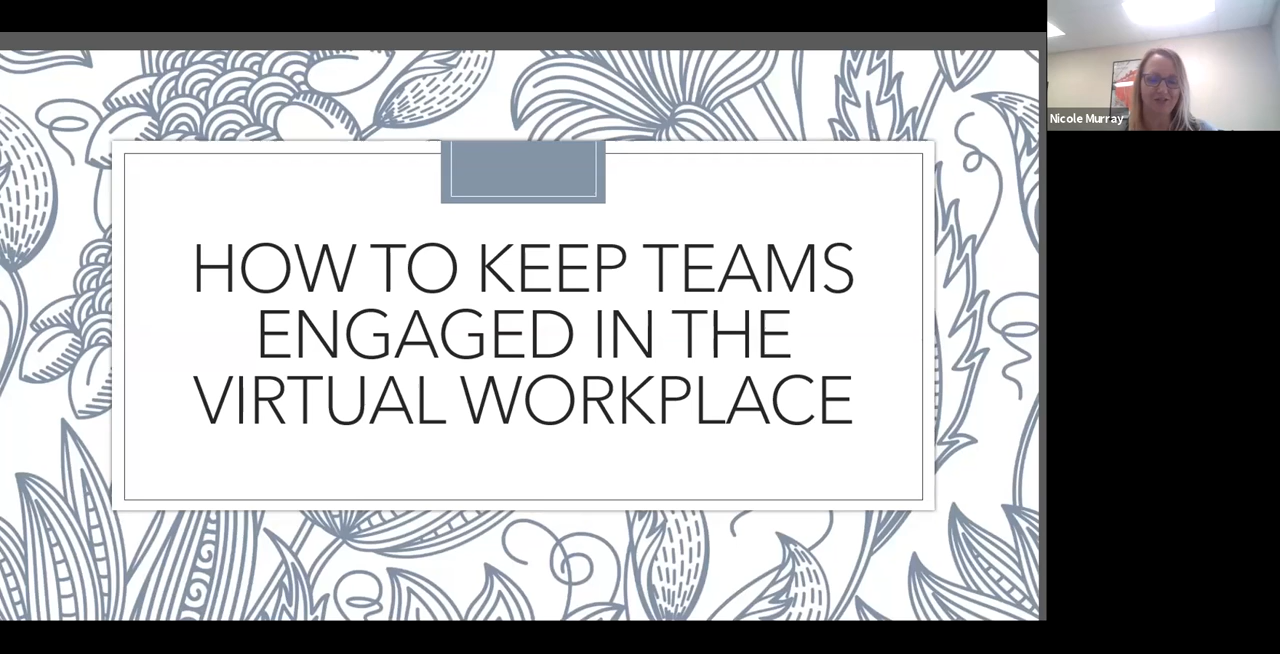 HOW TO KEEP TEAMS
ENGAGED IN THE
VIRTUAL WORKPLACE
Nicole Murray